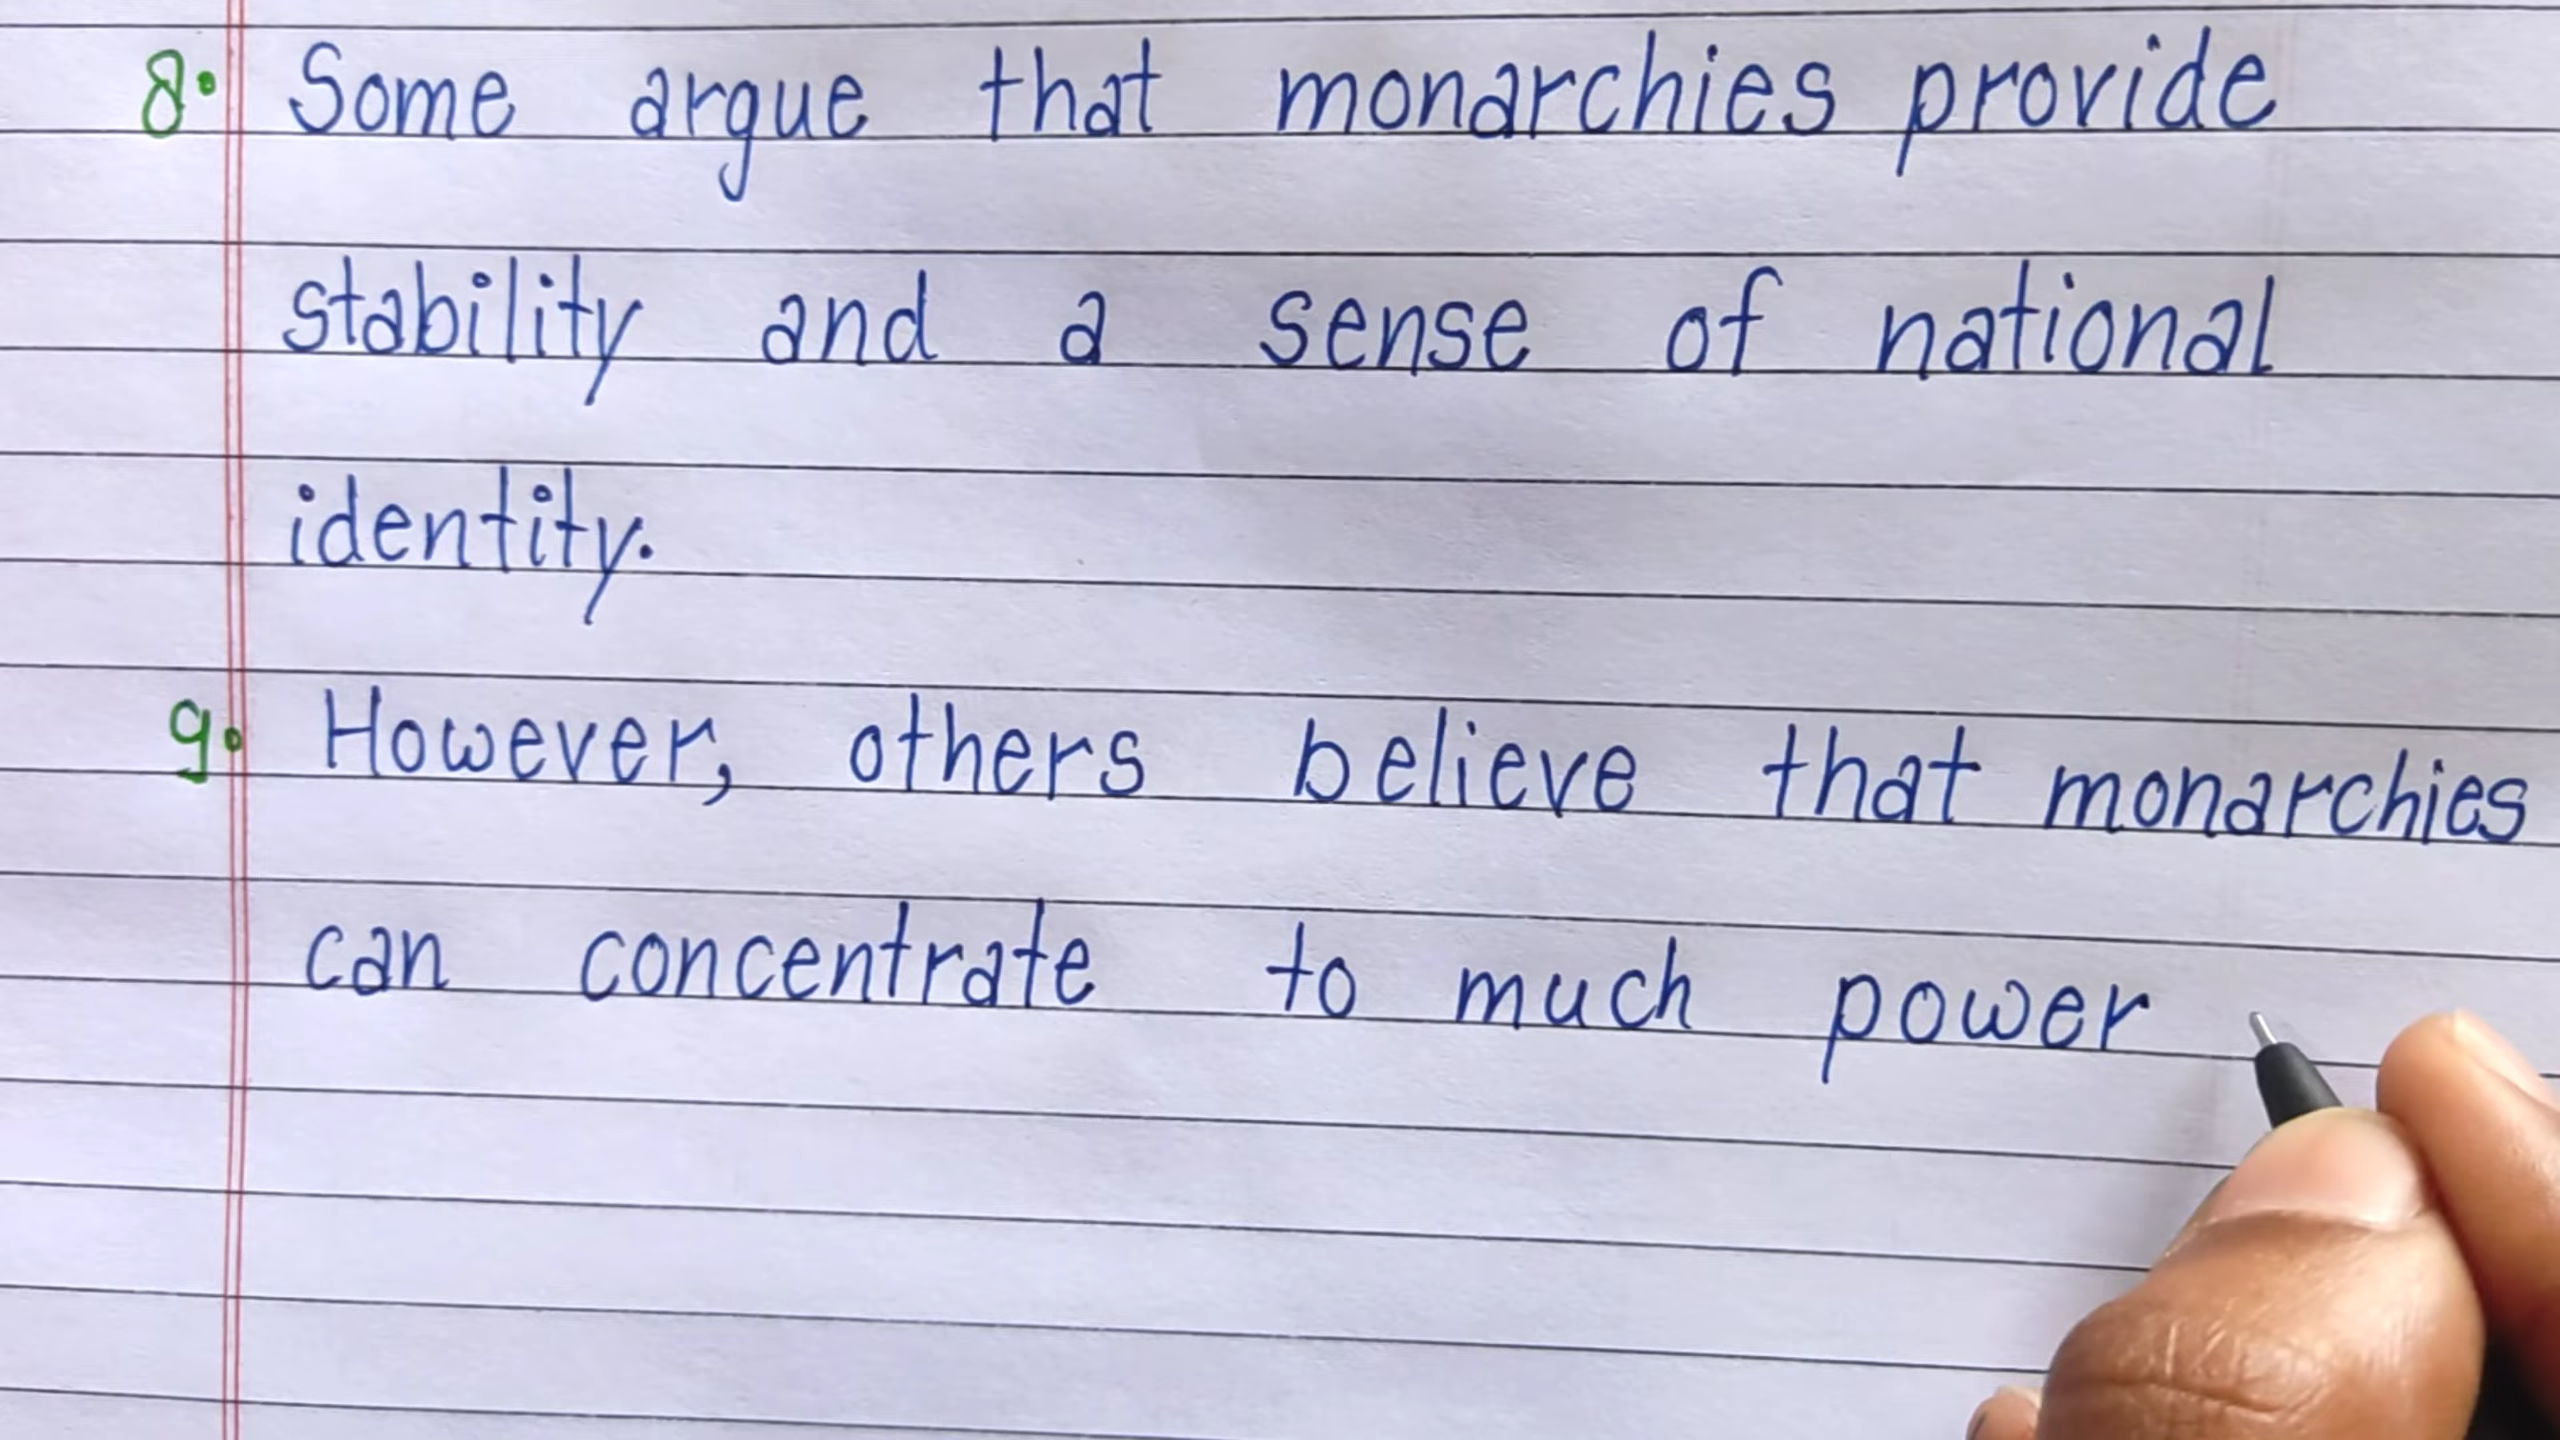 8. Some argue that monarchies provide
stability and a sense of national
identity.
9. However, others believe that monarchies
can concentrate to much power